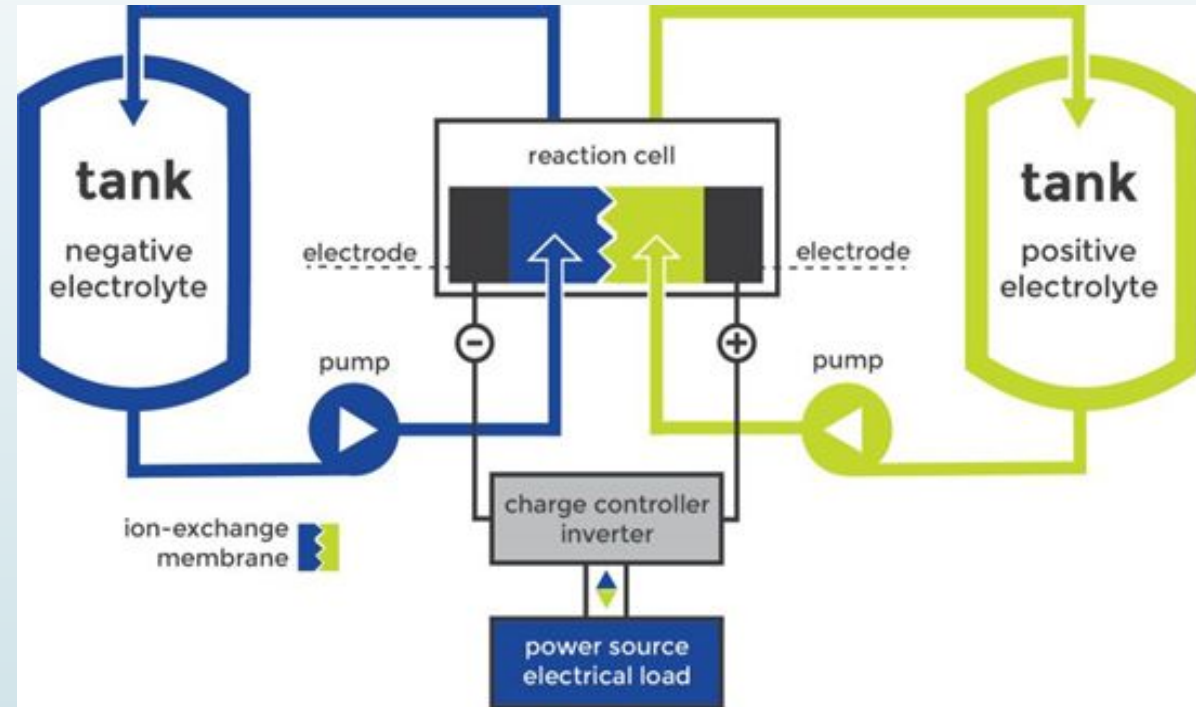 reaction cell
tank
negative
electrolyte
electrode
electrode
tank
positive
electrolyte
−
+
pump
pump
charge controller
inverter
ion-exchange
membrane
power source
electrical load